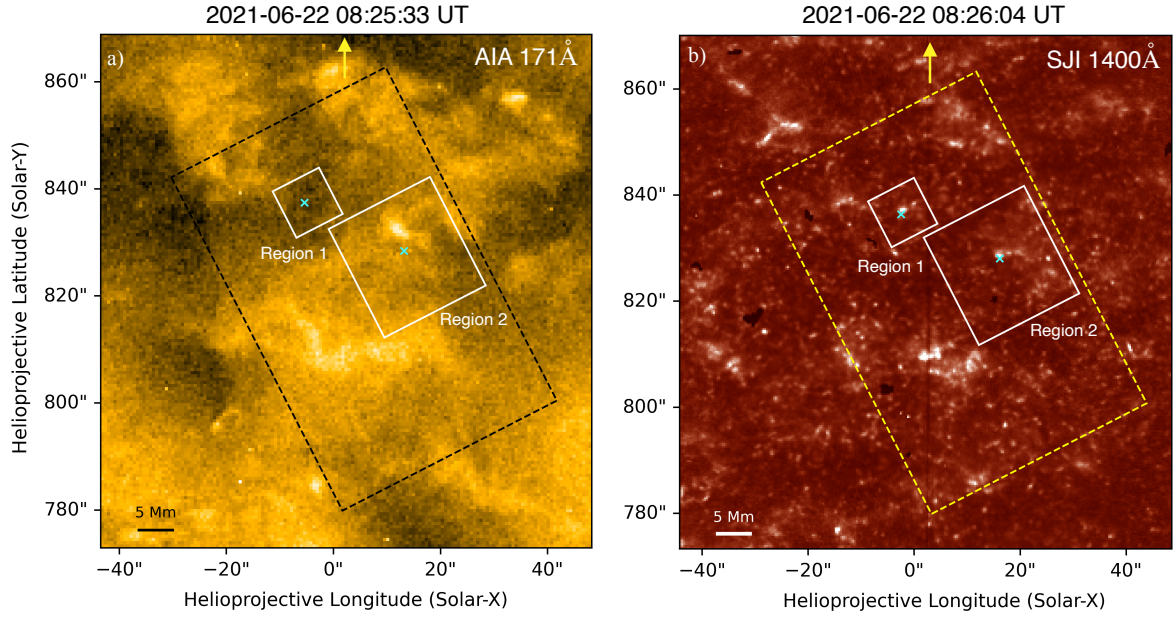 2021-06-22 08:25:33 UT
2021-06-22 08:26:04 UT
a)
AIA 171Å
b)
SJI 1400Å
860"
840"
820"
800"
780"
Helioprojective Latitude (Solar-Y)
Region 1
Region 2
5 Mm
−40"
−20"
0"
20"
40"
Helioprojective Longitude (Solar-X)
860"
840"
820"
800"
780"
Region 1
Region 2
5 Mm
−40"
−20"
0"
20"
40"
Helioprojective Longitude (Solar-X)